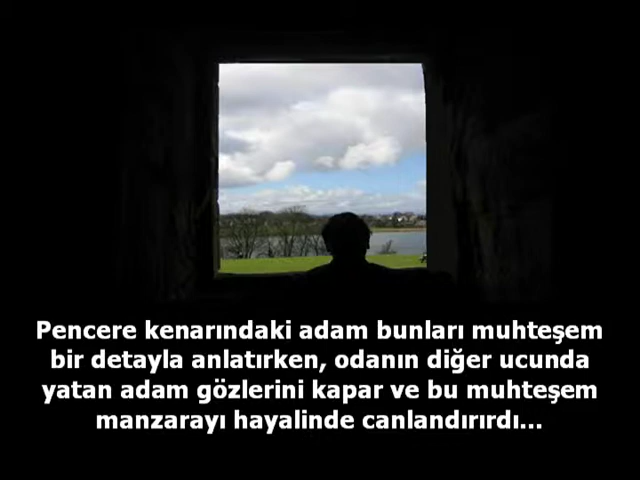 Pencere kenarındaki adam bunları muhteşem
bir detayla anlatırken, odanın diğer ucunda
yatan adam gözlerini kapar ve bu muhteşem
manzarayı hayalinde canlandırırdı...